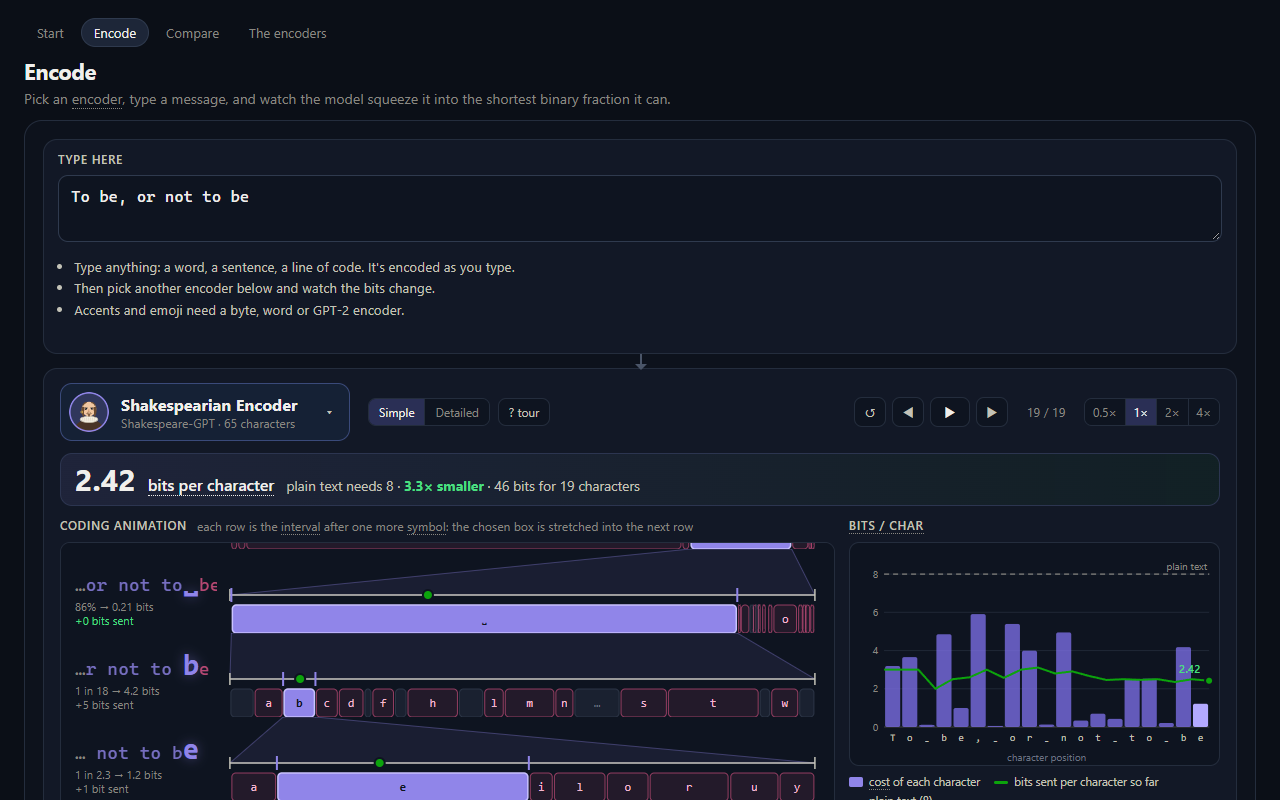 Start Encode Compare The encoders
Encode
Pick an encoder, type a message, and watch the model squeeze it into the shortest binary fraction it can.
TYPE HERE
To be, or not to be
Type anything: a word, a sentence, a line of code. It's encoded as you type.
Then pick another encoder below and watch the bits change.
Accents and emoji need a byte, word or GPT-2 encoder.
Shakespearian Encoder
Shakespeare-GPT · 65 characters
Simple Detailed ? tour
19 / 19 0.5× 1× 2× 4×
2.42 bits per character plain text needs 8 · 3.3× smaller · 46 bits for 19 characters
CODING ANIMATION each row is the interval after one more symbol: the chosen box is stretched into the next row
…or not to␣be
86% → 0.21 bits
+0 bits sent
␣ o
…r not to be
1 in 18 → 4.2 bits
+5 bits sent
a b c d f h l m n … s t w
… not to be
1 in 2.3 → 1.2 bits
+1 bit sent
a e i l o r u y
BITS / CHAR
plain text
8
6
4
2
0
2.42
T o ␣ b e , ␣ o r ␣ n o t ␣ t o ␣ b e
character position
cost of each character bits sent per character so far
plain text (8)